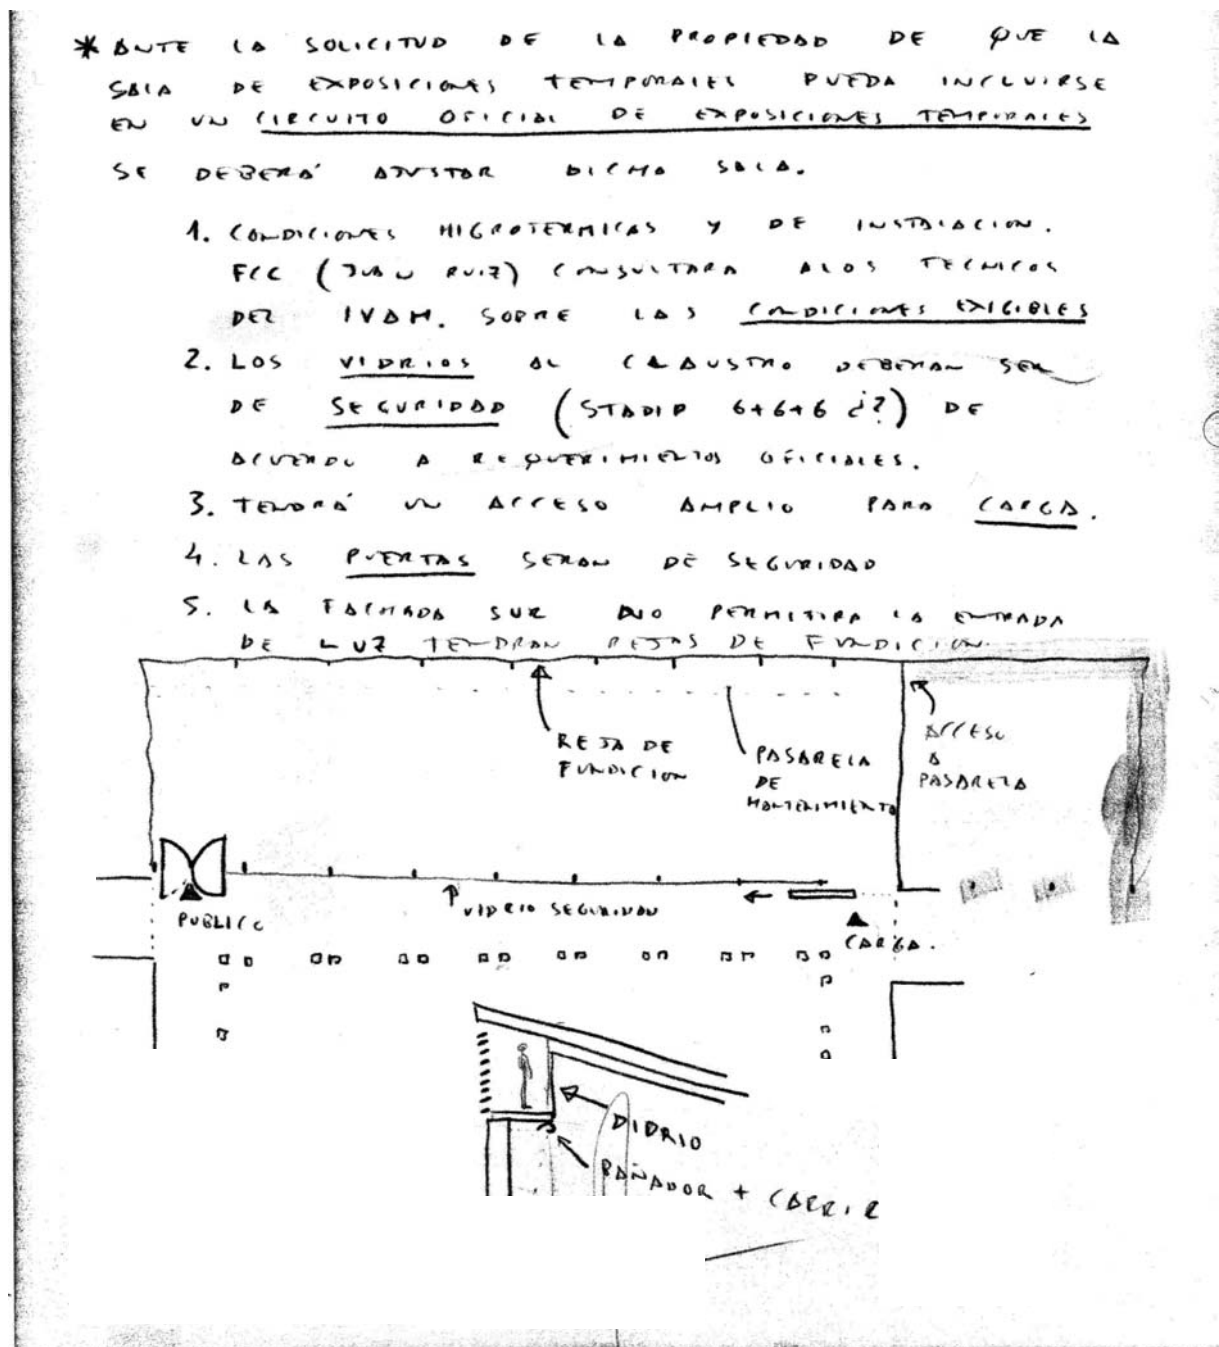 * ANTE LA SOLICITUD DE LA PROPIEDAD DE QUE LA
SALA DE EXPOSICIONES TEMPORALES PUEDA INCLUIRSE
EN UN CIRCUITO OFICIAL DE EXPOSICIONES TEMPORALES
SE DEBERÁ AJUSTAR DICHA SALA.
1. CONDICIONES HIGROTERMICAS Y DE INSTALACION.
FCC (JUAN RUIZ) CONSULTARA A LOS TECNICOS
DEL IVAM. SOBRE LAS CONDICIONES EXIGIBLES
2. LOS VIDRIOS AL CLAUSTRO DEBERAN SER
DE SEGURIDAD (STADIP 6+6+6 ¿?) DE
ACUERDO A REQUERIMIENTOS OFICIALES.
3. TENDRÁ UN ACCESO AMPLIO PARA CARGA.
4. LAS PUERTAS SERAN DE SEGURIDAD
5. LA FACHADA SUR NO PERMITIRA LA ENTRADA
DE LUZ TENDRAN REJAS DE FUNDICION.
REJA DE
FUNDICION
PASARELA
DE
MANTENIMIENTO
ACCESO
A
PASARELA
PUBLICO
VIDRIO SEGURIDAD
CARGA.
VIDRIO
BAÑADOR + CARRIL